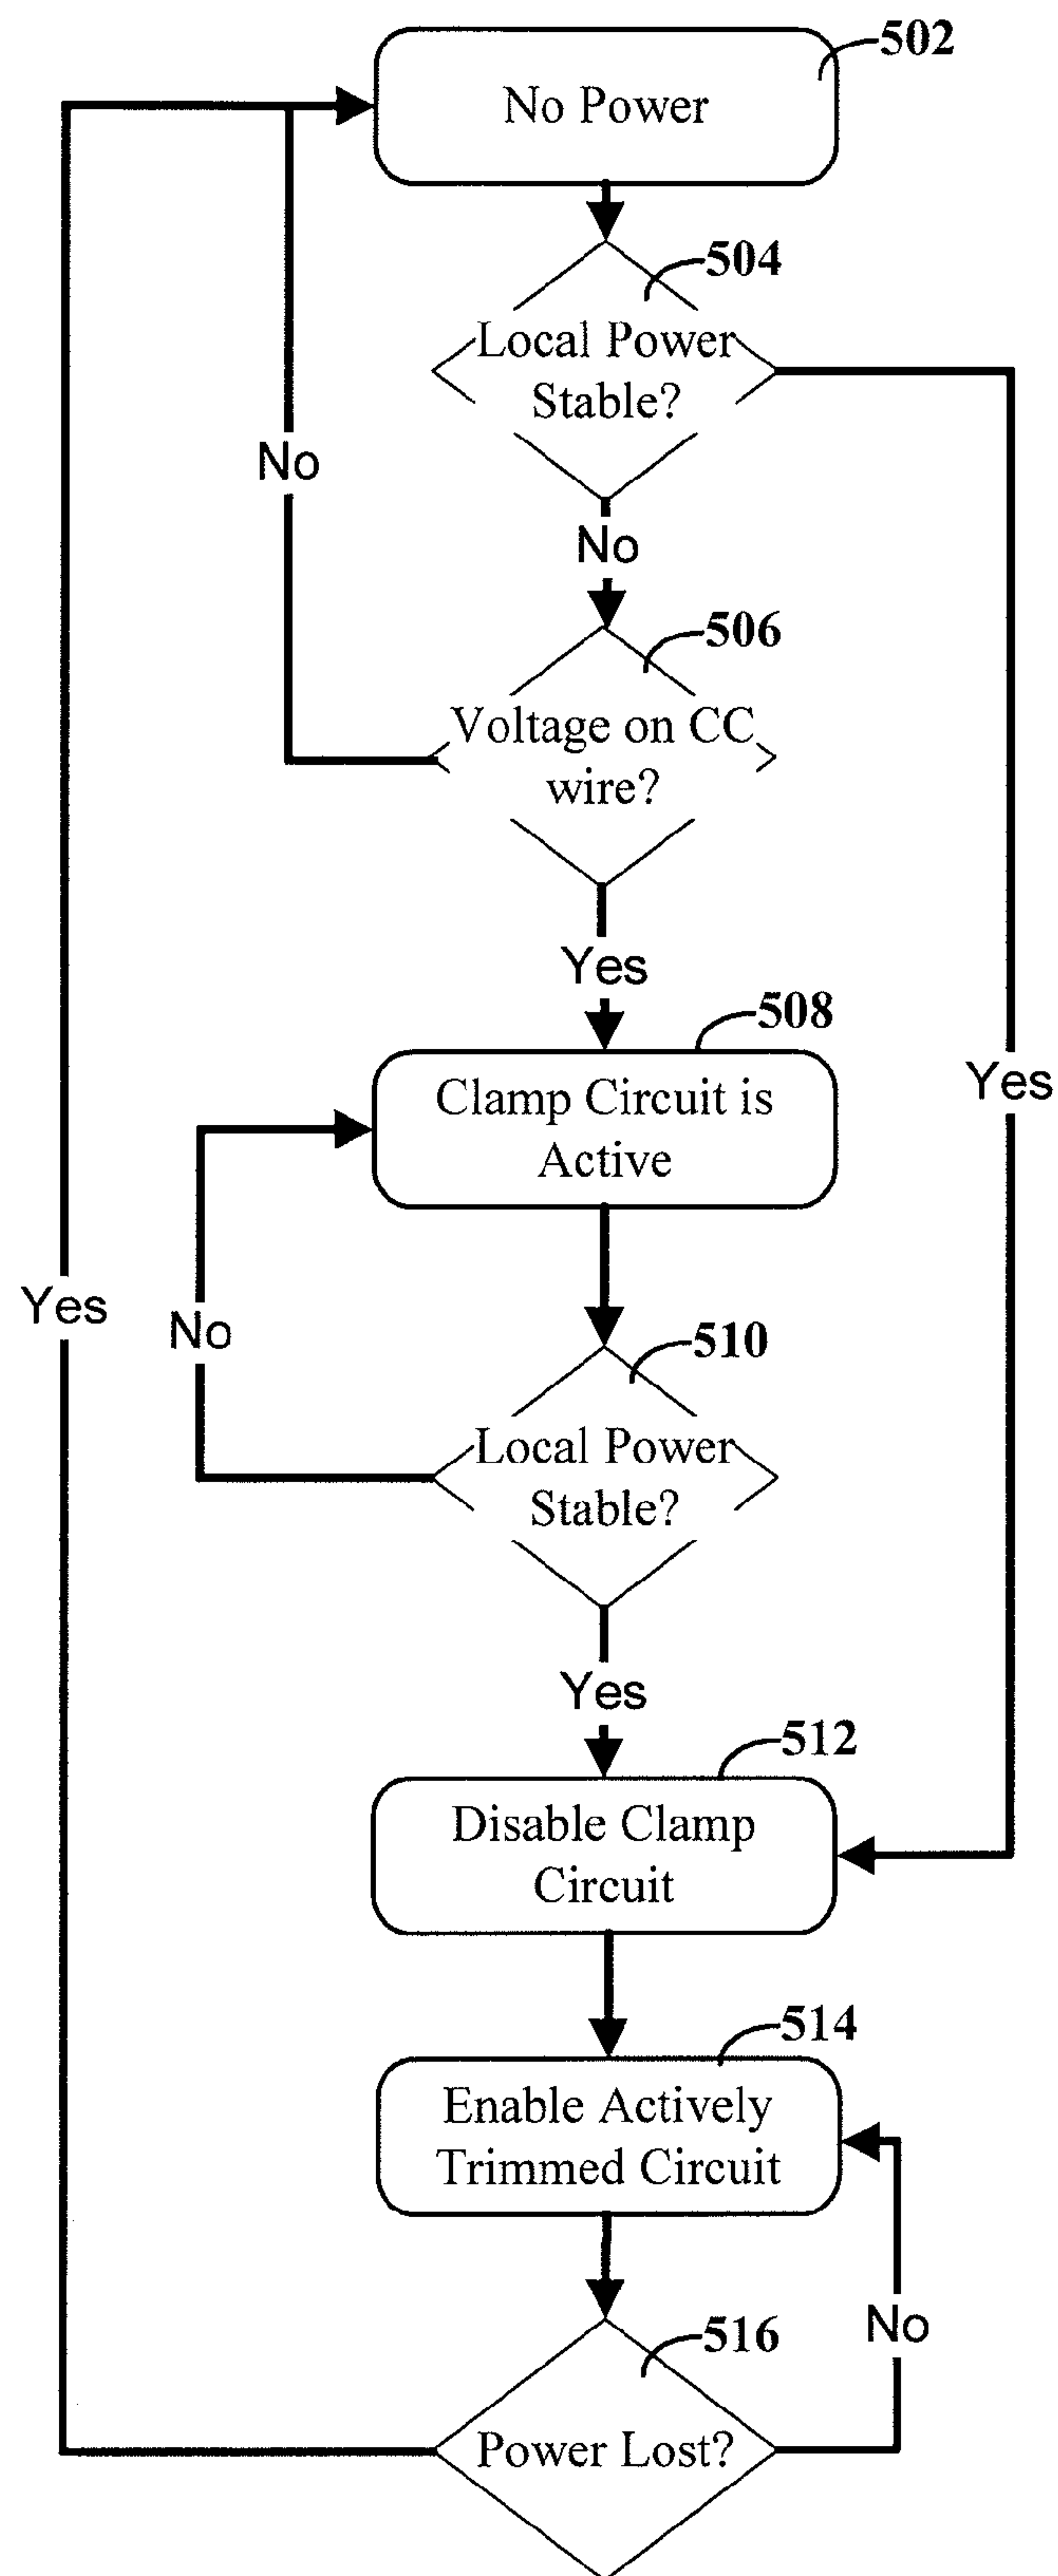 502
No Power
504
Local Power
Stable?
No
No
506
Voltage on CC
wire?
Yes
508
Clamp Circuit is
Active
Yes
Yes
No
510
Local Power
Stable?
Yes
512
Disable Clamp
Circuit
514
Enable Actively
Trimmed Circuit
No
516
Power Lost?